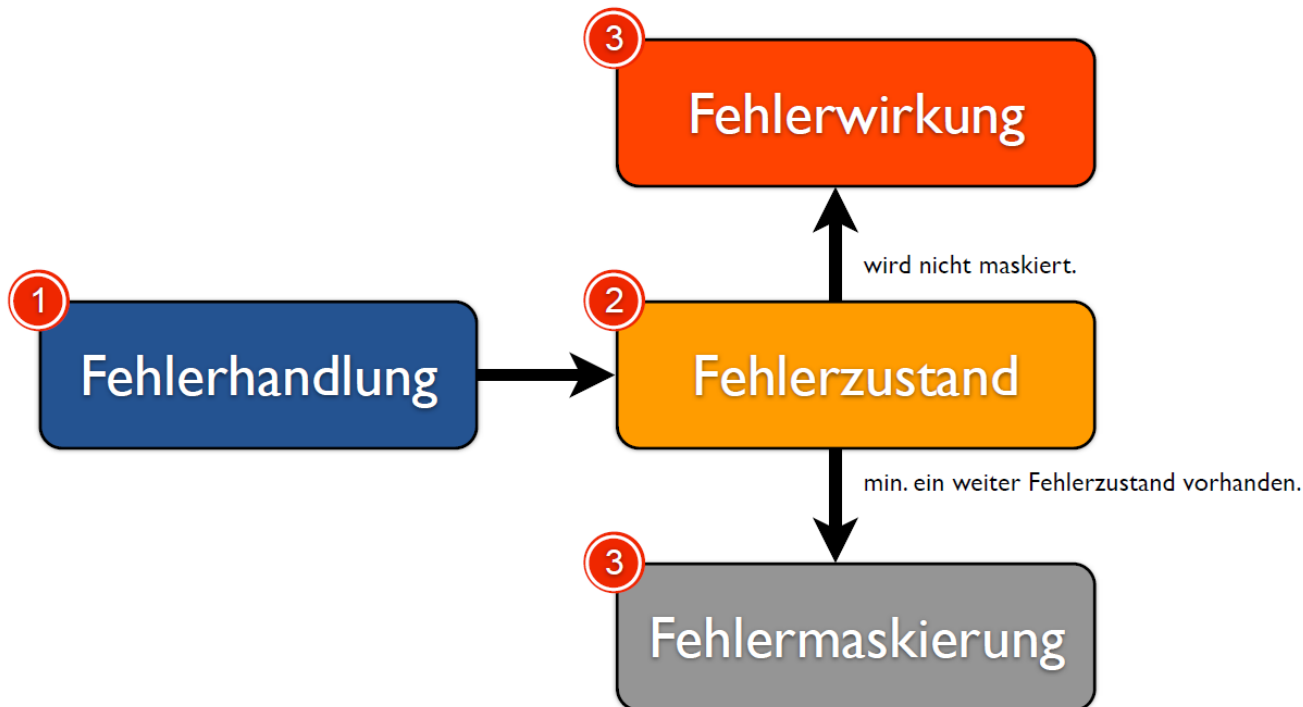 3
Fehlerwirkung
wird nicht maskiert.
1
Fehlerhandlung
2
Fehlerzustand
min. ein weiter Fehlerzustand vorhanden.
3
Fehlermaskierung